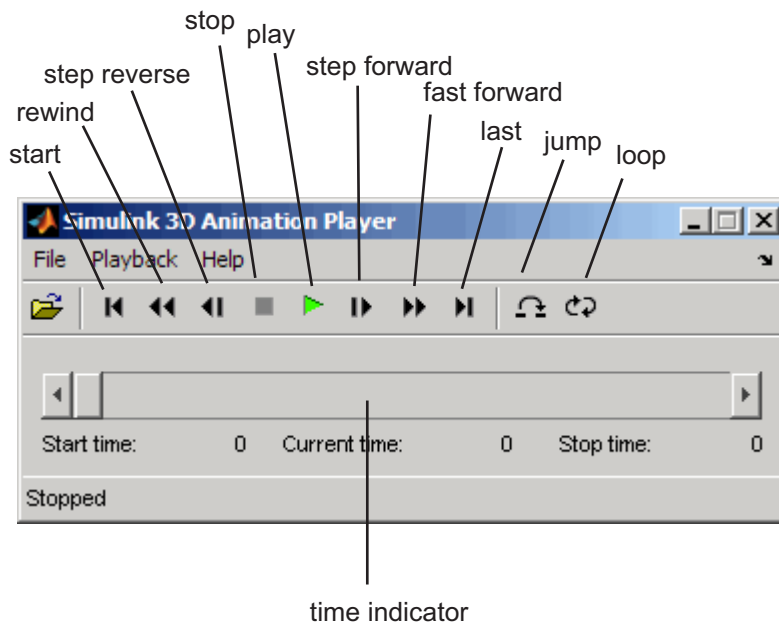 stop
play
step reverse
step forward
rewind
fast forward
start
last
jump
loop
Simulink 3D Animation Player
File Playback Help
Start time: 0 Current time: 0 Stop time: 0
Stopped
time indicator